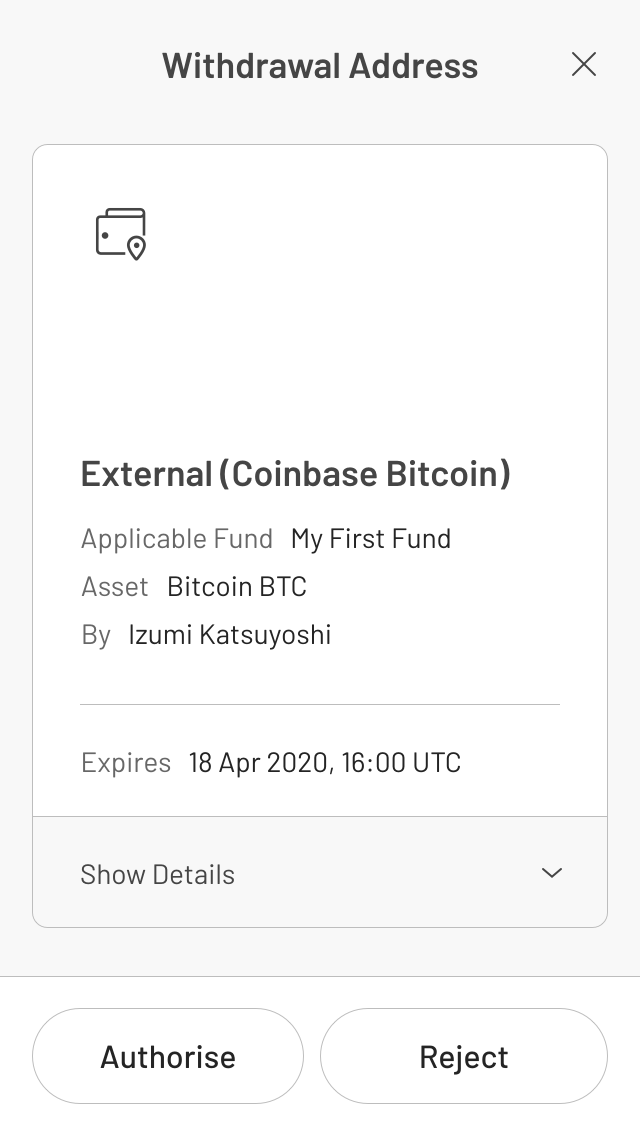 Withdrawal Address
External (Coinbase Bitcoin)
Applicable Fund My First Fund
Asset Bitcoin BTC
By Izumi Katsuyoshi
Expires 18 Apr 2020, 16:00 UTC
Show Details
Authorise Reject